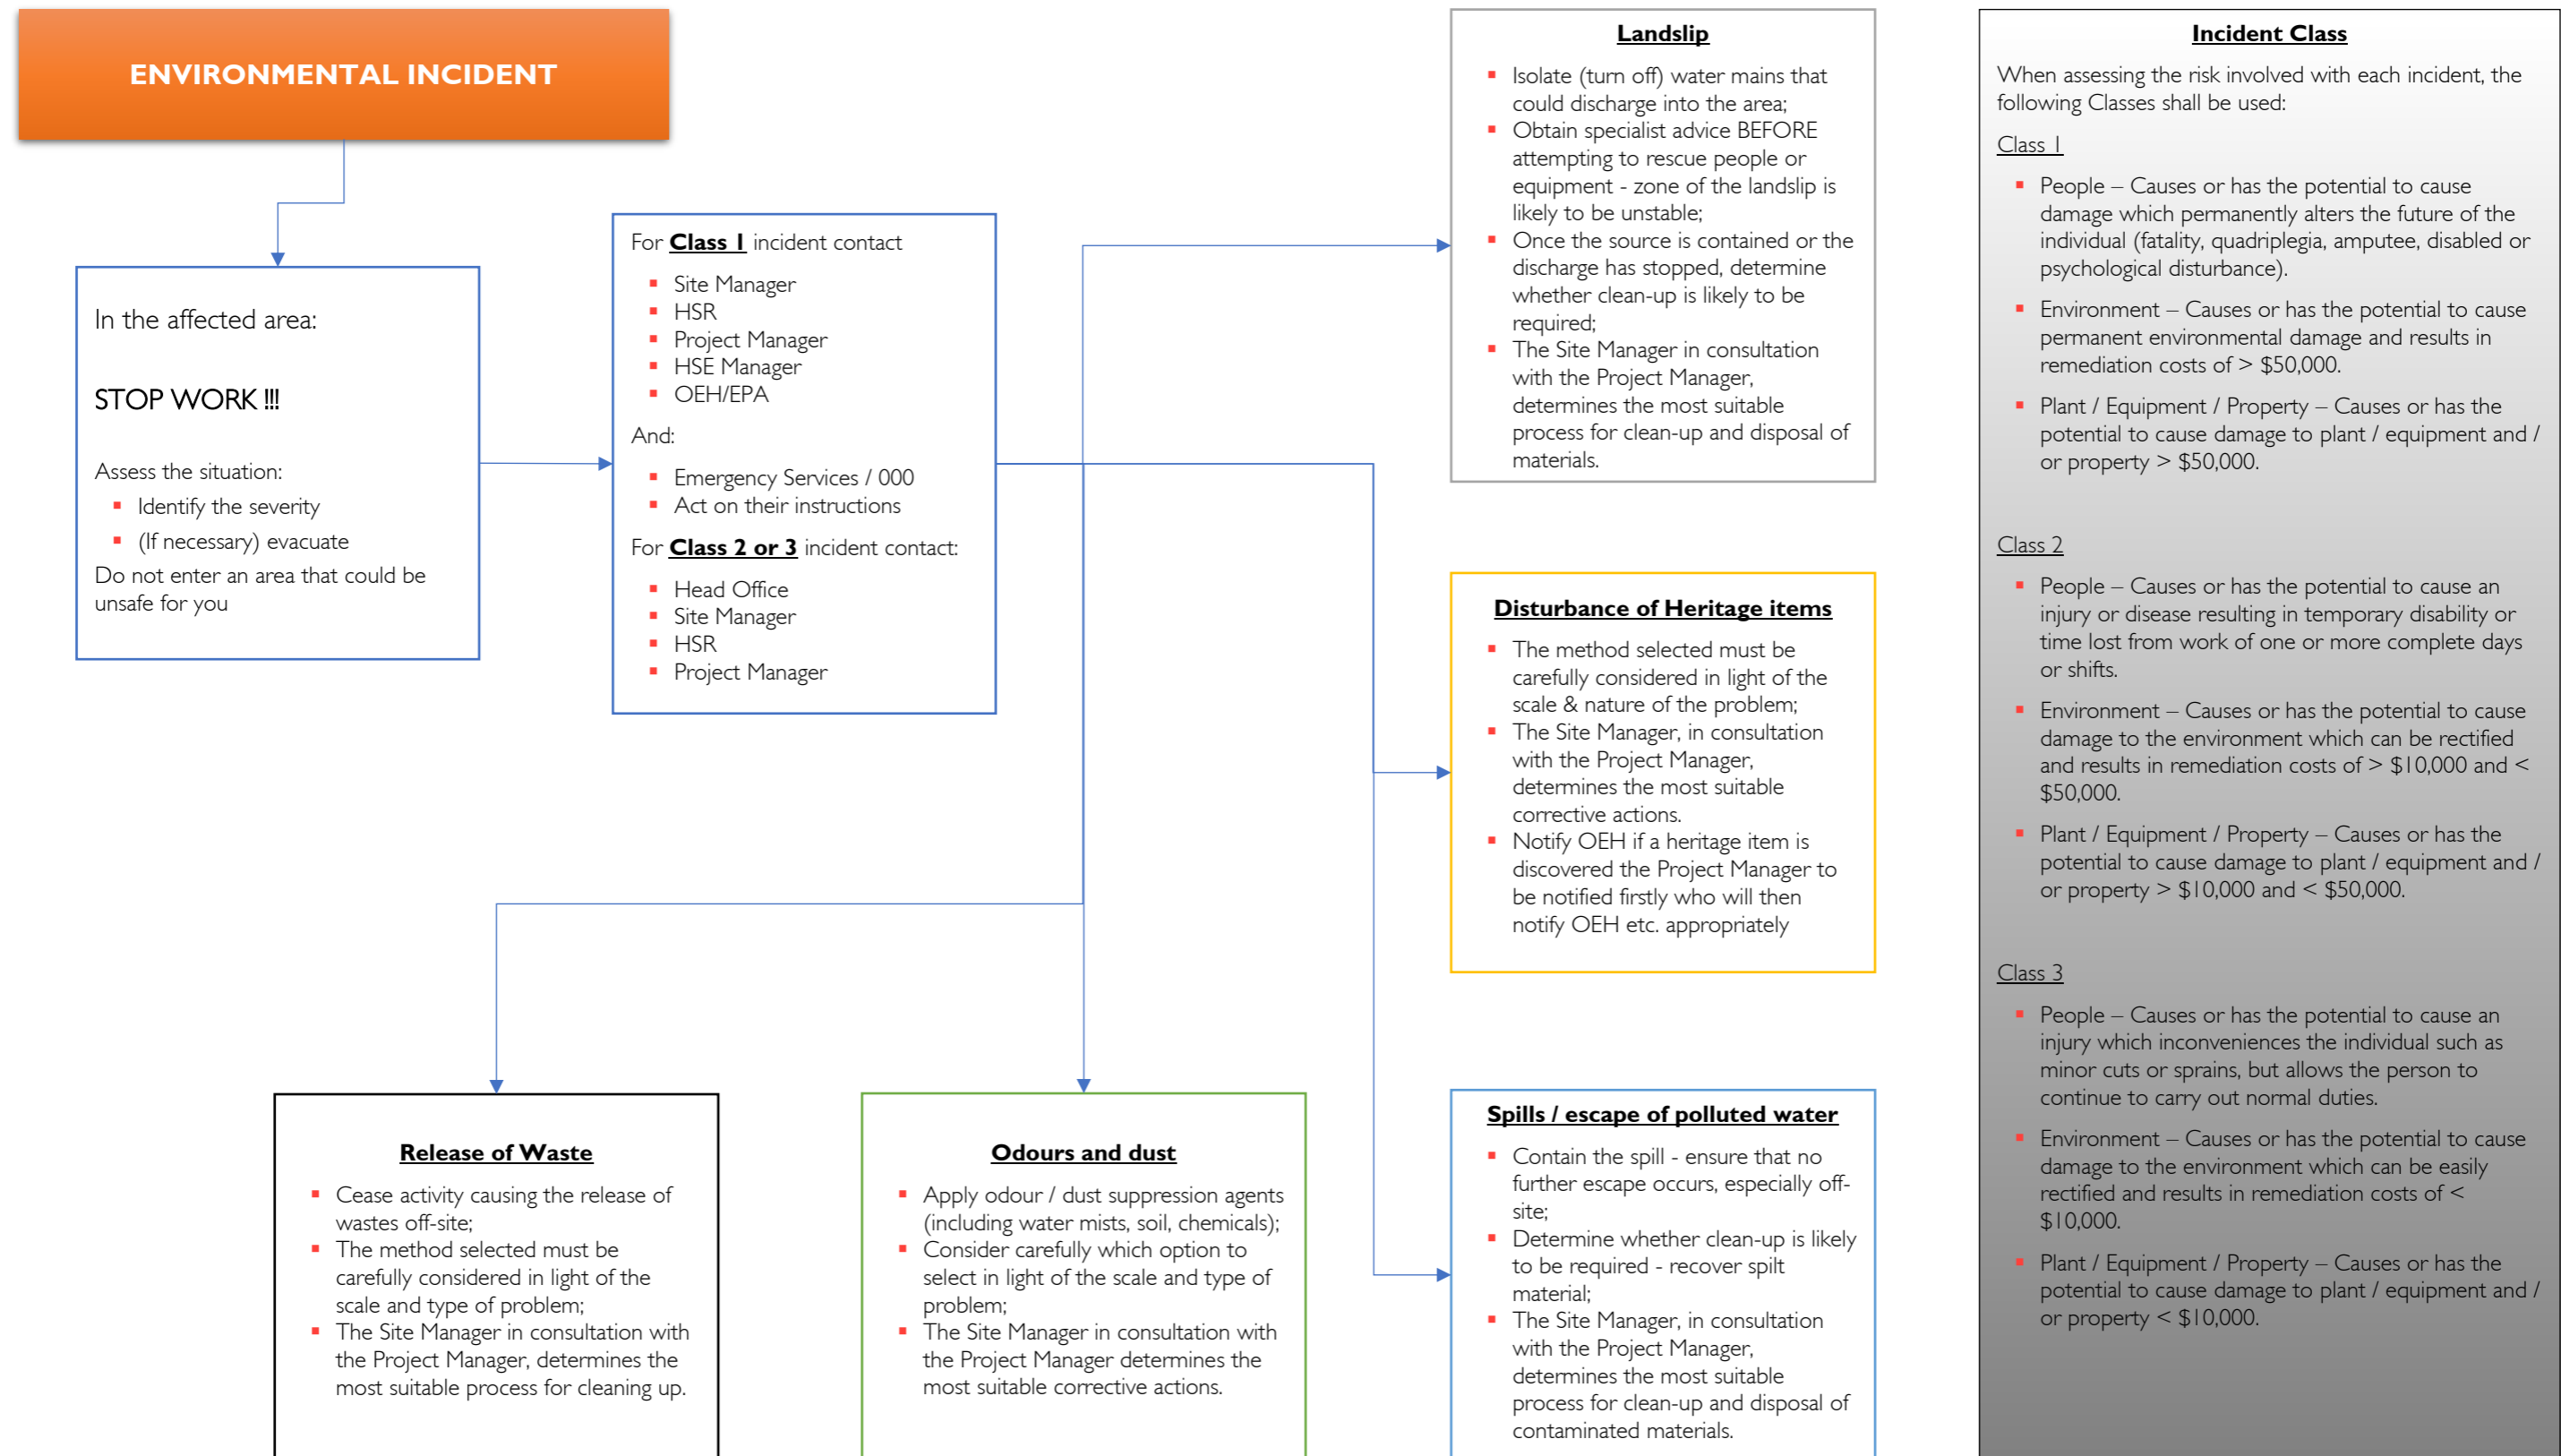 ENVIRONMENTAL INCIDENT
In the affected area:
STOP WORK !!!
Assess the situation:
▪ Identify the severity
▪ (If necessary) evacuate
Do not enter an area that could be
unsafe for you
For Class 1 incident contact
▪ Site Manager
▪ HSR
▪ Project Manager
▪ HSE Manager
▪ OEH/EPA
And:
▪ Emergency Services / 000
▪ Act on their instructions
For Class 2 or 3 incident contact:
▪ Head Office
▪ Site Manager
▪ HSR
▪ Project Manager
Landslip
▪ Isolate (turn off) water mains that
could discharge into the area;
▪ Obtain specialist advice BEFORE
attempting to rescue people or
equipment - zone of the landslip is
likely to be unstable;
▪ Once the source is contained or the
discharge has stopped, determine
whether clean-up is likely to be
required;
▪ The Site Manager in consultation
with the Project Manager,
determines the most suitable
process for clean-up and disposal of
materials.
Disturbance of Heritage items
▪ The method selected must be
carefully considered in light of the
scale & nature of the problem;
▪ The Site Manager, in consultation
with the Project Manager,
determines the most suitable
corrective actions.
▪ Notify OEH if a heritage item is
discovered the Project Manager to
be notified firstly who will then
notify OEH etc. appropriately
Release of Waste
▪ Cease activity causing the release of
wastes off-site;
▪ The method selected must be
carefully considered in light of the
scale and type of problem;
▪ The Site Manager in consultation with
the Project Manager, determines the
most suitable process for cleaning up.
Odours and dust
▪ Apply odour / dust suppression agents
(including water mists, soil, chemicals);
▪ Consider carefully which option to
select in light of the scale and type of
problem;
▪ The Site Manager in consultation with
the Project Manager determines the
most suitable corrective actions.
Spills / escape of polluted water
▪ Contain the spill - ensure that no
further escape occurs, especially off-
site;
▪ Determine whether clean-up is likely
to be required - recover spilt
material;
▪ The Site Manager, in consultation
with the Project Manager,
determines the most suitable
process for clean-up and disposal of
contaminated materials.
Incident Class
When assessing the risk involved with each incident, the
following Classes shall be used:
Class 1
▪ People – Causes or has the potential to cause
damage which permanently alters the future of the
individual (fatality, quadriplegia, amputee, disabled or
psychological disturbance).
▪ Environment – Causes or has the potential to cause
permanent environmental damage and results in
remediation costs of > $50,000.
▪ Plant / Equipment / Property – Causes or has the
potential to cause damage to plant / equipment and /
or property > $50,000.
Class 2
▪ People – Causes or has the potential to cause an
injury or disease resulting in temporary disability or
time lost from work of one or more complete days
or shifts.
▪ Environment – Causes or has the potential to cause
damage to the environment which can be rectified
and results in remediation costs of > $10,000 and <
$50,000.
▪ Plant / Equipment / Property – Causes or has the
potential to cause damage to plant / equipment and /
or property > $10,000 and < $50,000.
Class 3
▪ People – Causes or has the potential to cause an
injury which inconveniences the individual such as
minor cuts or sprains, but allows the person to
continue to carry out normal duties.
▪ Environment – Causes or has the potential to cause
damage to the environment which can be easily
rectified and results in remediation costs of <
$10,000.
▪ Plant / Equipment / Property – Causes or has the
potential to cause damage to plant / equipment and /
or property < $10,000.